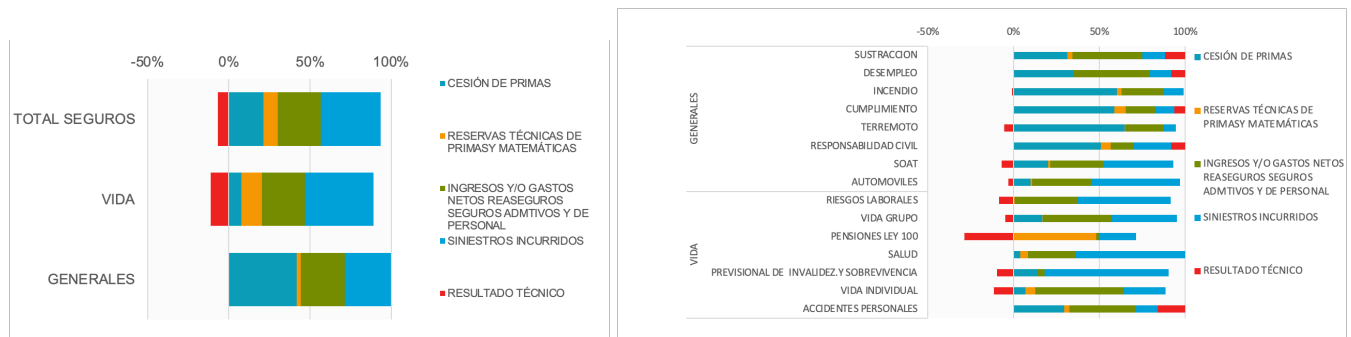 -50% 0% 50% 100%
TOTAL SEGUROS
VIDA
GENERALES
CESIÓN DE PRIMAS
RESERVAS TÉCNICAS DE
PRIMASY MATEMÁTICAS
INGRESOS Y/O GASTOS
NETOS REASEGUROS
SEGUROS ADMTIVOS Y DE
PERSONAL
SINIESTROS INCURRIDOS
RESULTADO TÉCNICO
-50% 0% 50% 100%
GENERALES
SUSTRACCION
DESEMPLEO
INCENDIO
CUMPLIMIENTO
TERREMOTO
RESPONSABILIDAD CIVIL
SOAT
AUTOMOVILES
VIDA
RIESGOS LABORALES
VIDA GRUPO
PENSIONES LEY 100
SALUD
PREVISIONAL DE INVALIDEZ.Y SOBREVIVENCIA
VIDA INDIVIDUAL
ACCIDENTES PERSONALES
CESIÓN DE PRIMAS
RESERVAS TÉCNICAS DE
PRIMASY MATEMÁTICAS
INGRESOS Y/O GASTOS NETOS
REASEGUROS SEGUROS
ADMTIVOS Y DE PERSONAL
SINIESTROS INCURRIDOS
RESULTADO TÉCNICO